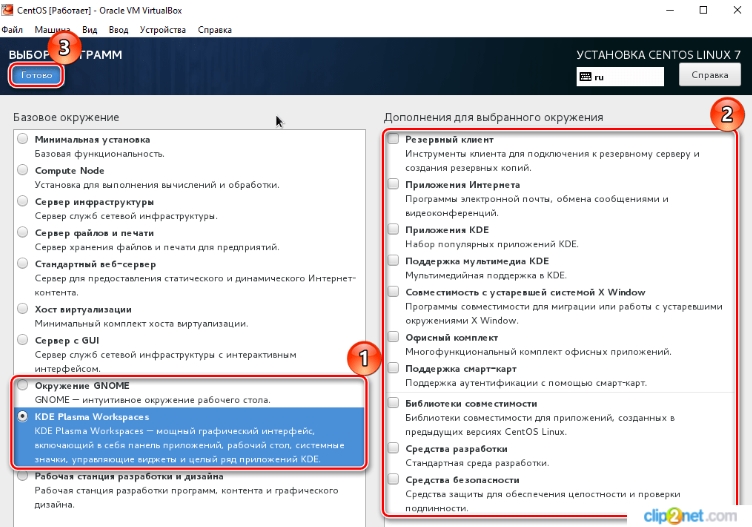 CentOS [Работает] - Oracle VM VirtualBox
Файл Машина Вид Ввод Устройства Справка
3
УСТАНОВКА CENTOS LINUX 7
Готово
ru
Справка
Базовое окружение
Минимальная установка
Базовая функциональность.
Compute Node
Установка для выполнения вычислений и обработки.
Сервер инфраструктуры
Сервер служб сетевой инфраструктуры.
Сервер файлов и печати
Сервер хранения файлов и печати для предприятий.
Стандартный веб-сервер
Сервер для предоставления статического и динамического Интернет-
контента.
Хост виртуализации
Минимальный комплект хоста виртуализации.
Сервер с GUI
Сервер служб сетевой инфраструктуры с интерактивным
интерфейсом.
1
Окружение GNOME
GNOME — интуитивное окружение рабочего стола.
KDE Plasma Workspaces
KDE Plasma Workspaces — мощный графический интерфейс,
включающий в себя панель приложений, рабочий стол, системные
значки, управляющие виджеты и целый ряд приложений KDE.
Рабочая станция разработки и дизайна
Рабочая станция разработки программ, контента и графического
дизайна.
Дополнения для выбранного окружения
2
Резервный клиент
Инструменты клиента для подключения к резервному серверу и
создания резервных копий.
Приложения Интернета
Программы электронной почты, обмена сообщениями и
видеоконференций.
Приложения KDE
Набор популярных приложений KDE.
Поддержка мультимедиа KDE
Мультимедийная поддержка в KDE.
Совместимость с устаревшей системой X Window
Программы совместимости для миграции или работы с устаревшими
окружениями X Window.
Офисный комплект
Многофункциональный комплект офисных приложений.
Поддержка смарт-карт
Поддержка аутентификации с помощью смарт-карт.
Библиотеки совместимости
Библиотеки совместимости для приложений, созданных в
предыдущих версиях CentOS Linux.
Средства разработки
Стандартная среда разработки.
Средства безопасности
Средства защиты для обеспечения целостности и проверки
подлинности.
clip2net.com